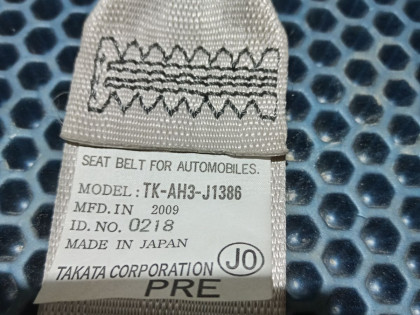 SEAT BELT FOR AUTOMOBILES.
MODEL: TK-AH3-J1386
MFD. IN 2009
ID. NO. 0218
MADE IN JAPAN
TAKATA CORPORATION JO
PRE